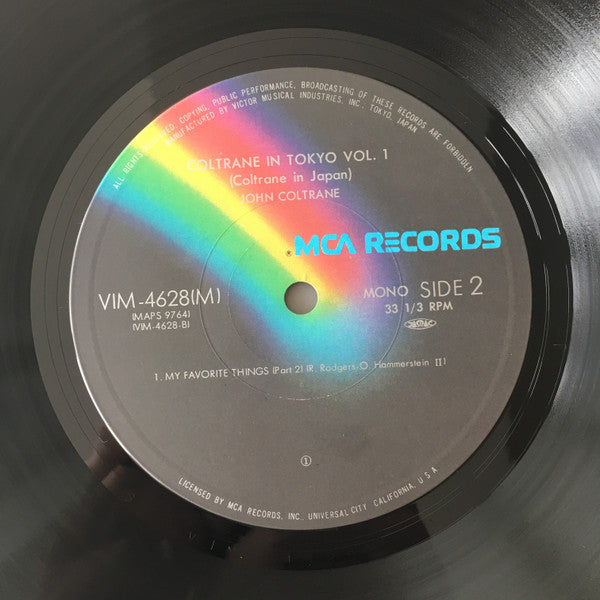 ALL RIGHTS RESERVED. COPYING, PUBLIC PERFORMANCE, BROADCASTING OF THESE RECORDS ARE FORBIDDEN
MANUFACTURED BY VICTOR MUSICAL INDUSTRIES, INC., TOKYO, JAPAN
COLTRANE IN TOKYO VOL. 1
(Coltrane in Japan)
JOHN COLTRANE
® MCA RECORDS
VIM-4628(M)
(MAPS 9764)
(VIM-4628-B)
MONO SIDE 2
33 1/3 RPM
JASRAC
1. MY FAVORITE THINGS (Part 2) (R. Rodgers-O. Hammerstein II)
①
LICENSED BY MCA RECORDS, INC., UNIVERSAL CITY, CALIFORNIA, U S A